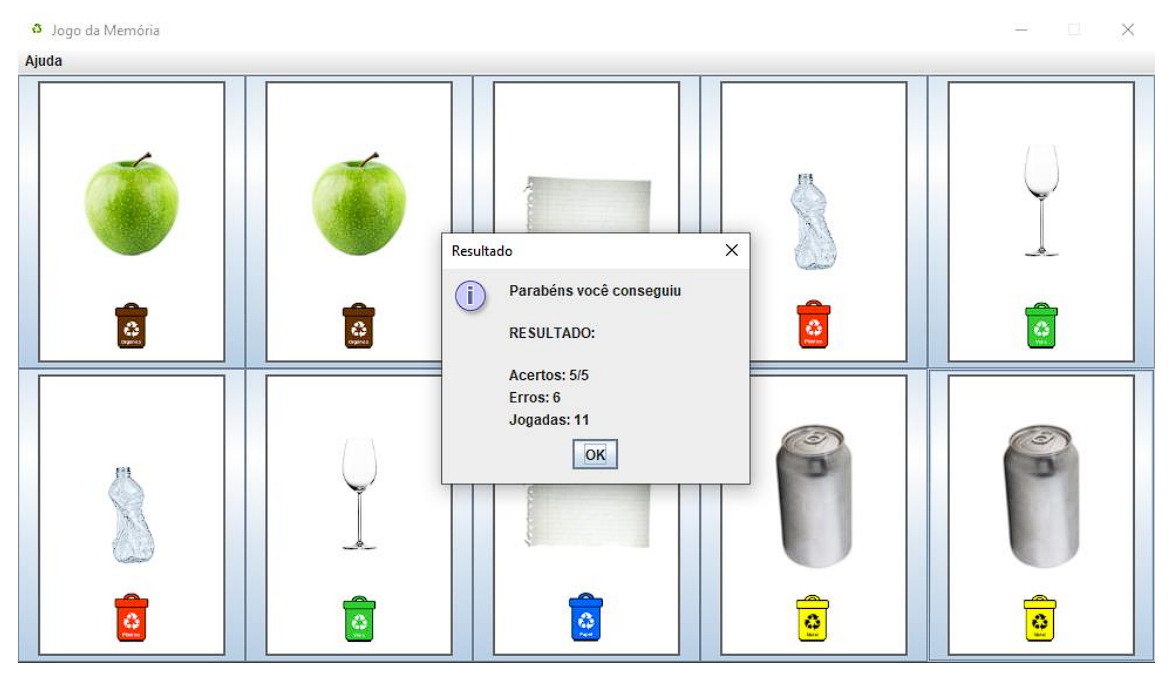 Jogo da Memória
Ajuda
Resultado
Parabéns você conseguiu
RESULTADO:
Acertos: 5/5
Erros: 6
Jogadas: 11
OK
Orgânico
Orgânico
Plástico
Vidro
Plástico
Vidro
Papel
Metal
Metal